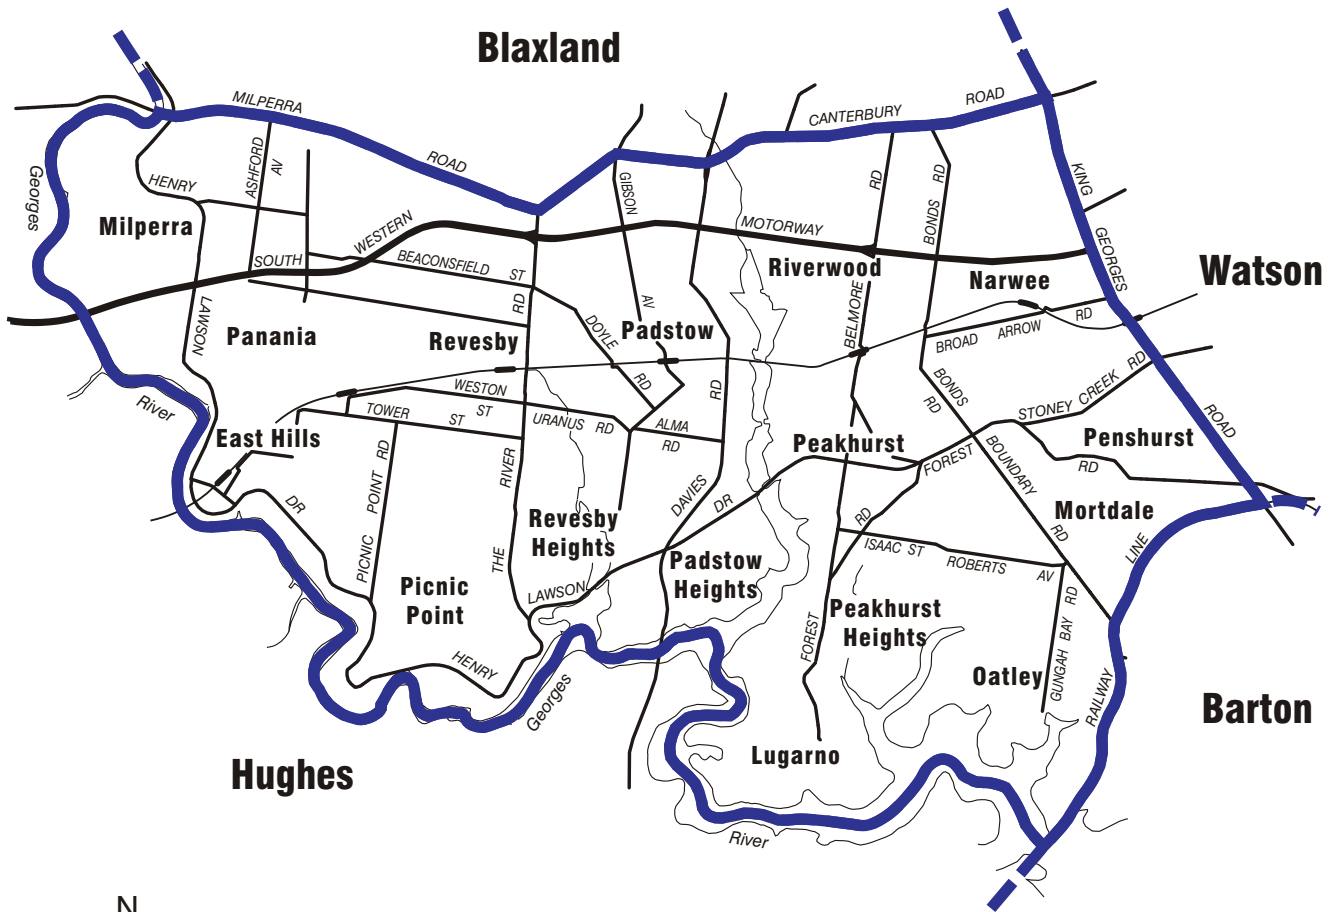 Blaxland
MILPERRA
ROAD
CANTERBURY
ROAD
Georges
HENRY
ASHFORD
AV
GIBSON
AV
RD
BONDS
RD
KING
GEORGES
ROAD
Milperra
SOUTH
WESTERN
MOTORWAY
BEACONSFIELD ST
Riverwood
Narwee
Watson
LAWSON
Panania
Revesby
RD
DOYLE
RD
Padstow
BELMORE
BROAD ARROW RD
River
WESTON
ST
TOWER
ST
URANUS RD
ALMA
RD
RD
BONDS
RD
STONEY CREEK RD
East Hills
Peakhurst
Penshurst
FOREST
RD
BOUNDARY
RD
DR
PICNIC POINT RD
THE RIVER
Revesby
Heights
DAVIES
DR
LAWSON
Padstow
Heights
RD
ISAAC ST
ROBERTS AV
Mortdale
LINE
Picnic
Point
Peakhurst
Heights
FOREST
GUNGAH BAY RD
HENRY
Georges
Oatley
RAILWAY
Barton
Hughes
Lugarno
River
N